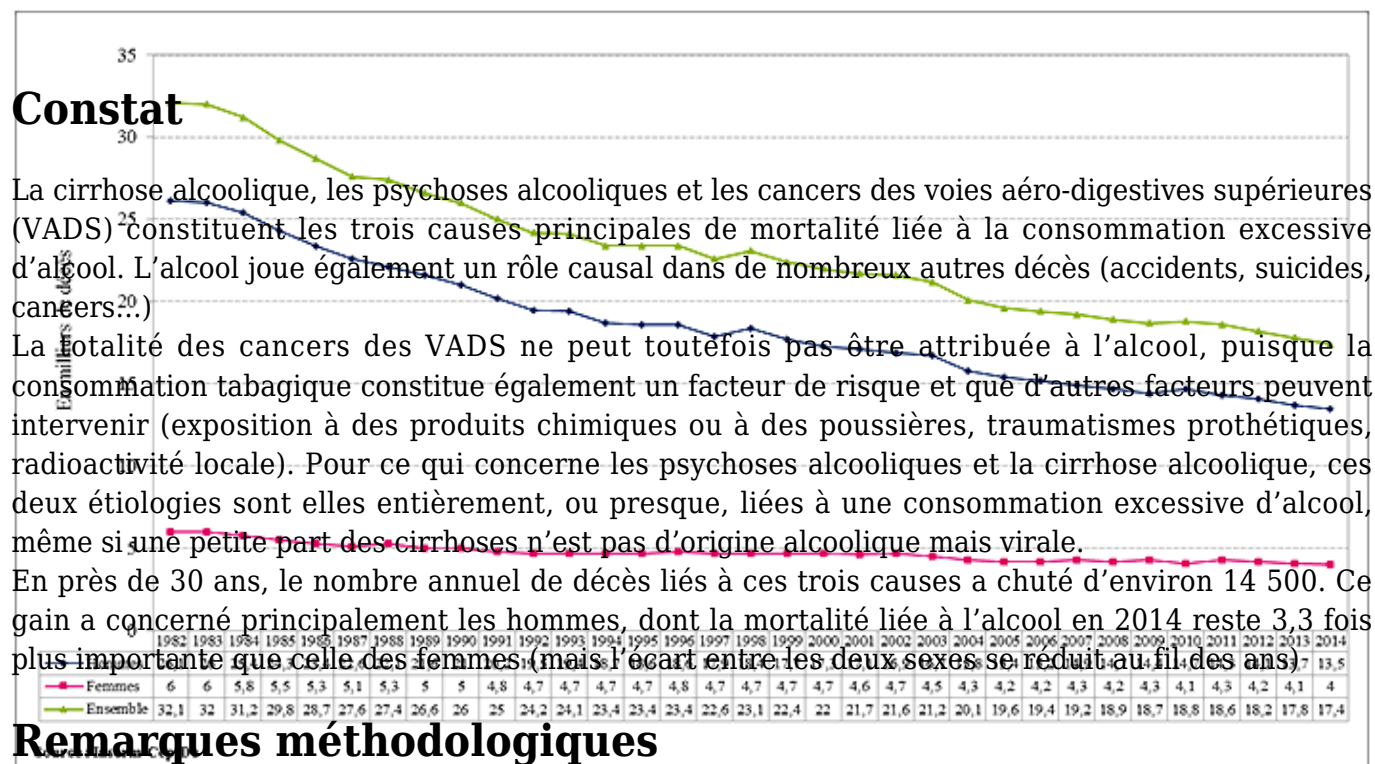 35
Constat
30
La cirrhose alcoolique, les psychoses alcooliques et les cancers des voies aéro-digestives supérieures
(VADS) constituent les trois causes principales de mortalité liée à la consommation excessive
d’alcool. L’alcool joue également un rôle causal dans de nombreux autres décès (accidents, suicides,
cancers...)
La totalité des cancers des VADS ne peut toutefois pas être attribuée à l’alcool, puisque la
consommation tabagique constitue également un facteur de risque et que d’autres facteurs peuvent
intervenir (exposition à des produits chimiques ou à des poussières, traumatismes prothétiques,
radioactivité locale). Pour ce qui concerne les psychoses alcooliques et la cirrhose alcoolique, ces
deux étiologies sont elles entièrement, ou presque, liées à une consommation excessive d’alcool,
même si une petite part des cirrhoses n’est pas d’origine alcoolique mais virale.
En près de 30 ans, le nombre annuel de décès liés à ces trois causes a chuté d’environ 14 500. Ce
gain a concerné principalement les hommes, dont la mortalité liée à l’alcool en 2014 reste 3,3 fois
plus importante que celle des femmes (mais l’écart entre les deux sexes se réduit au fil des ans)
25
20
15
10
5
0
En milliers de décès
1982 1983 1984 1985 1986 1987 1988 1989 1990 1991 1992 1993 1994 1995 1996 1997 1998 1999 2000 2001 2002 2003 2004 2005 2006 2007 2008 2009 2010 2011 2012 2013 2014
13,5
Femmes 6 6 5,8 5,5 5,3 5,1 5,3 5 5 4,8 4,7 4,7 4,7 4,7 4,8 4,7 4,7 4,7 4,7 4,6 4,7 4,5 4,3 4,2 4,2 4,3 4,2 4,3 4,1 4,3 4,2 4,1 4
Ensemble 32,1 32 31,2 29,8 28,7 27,6 27,4 26,6 26 25 24,2 24,1 23,4 23,4 23,4 22,6 23,1 22,4 22 21,7 21,6 21,2 20,1 19,6 19,4 19,2 18,9 18,7 18,8 18,6 18,2 17,8 17,4
Remarques méthodologiques